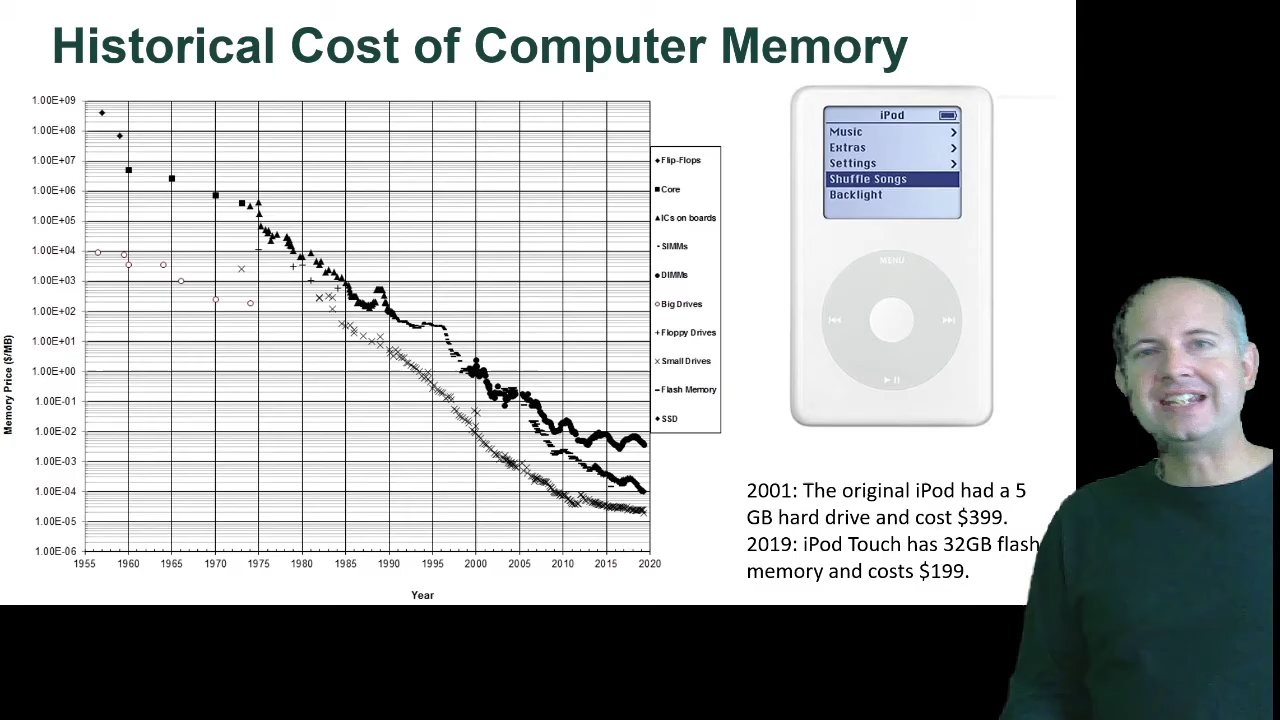 Historical Cost of Computer Memory
1.00E+09
1.00E+08
1.00E+07
1.00E+06
1.00E+05
1.00E+04
1.00E+03
1.00E+02
1.00E+01
1.00E+00
1.00E-01
1.00E-02
1.00E-03
1.00E-04
1.00E-05
1.00E-06
Memory Price ($/MB)
1955 1960 1965 1970 1975 1980 1985 1990 1995 2000 2005 2010 2015 2020
Year
Flip-Flops
Core
ICs on boards
SIMMs
DIMMs
Big Drives
Floppy Drives
Small Drives
Flash Memory
SSD
iPod
Music
Extras
Settings
Shuffle Songs
Backlight
MENU
2001: The original iPod had a 5
GB hard drive and cost $399.
2019: iPod Touch has 32GB flash
memory and costs $199.